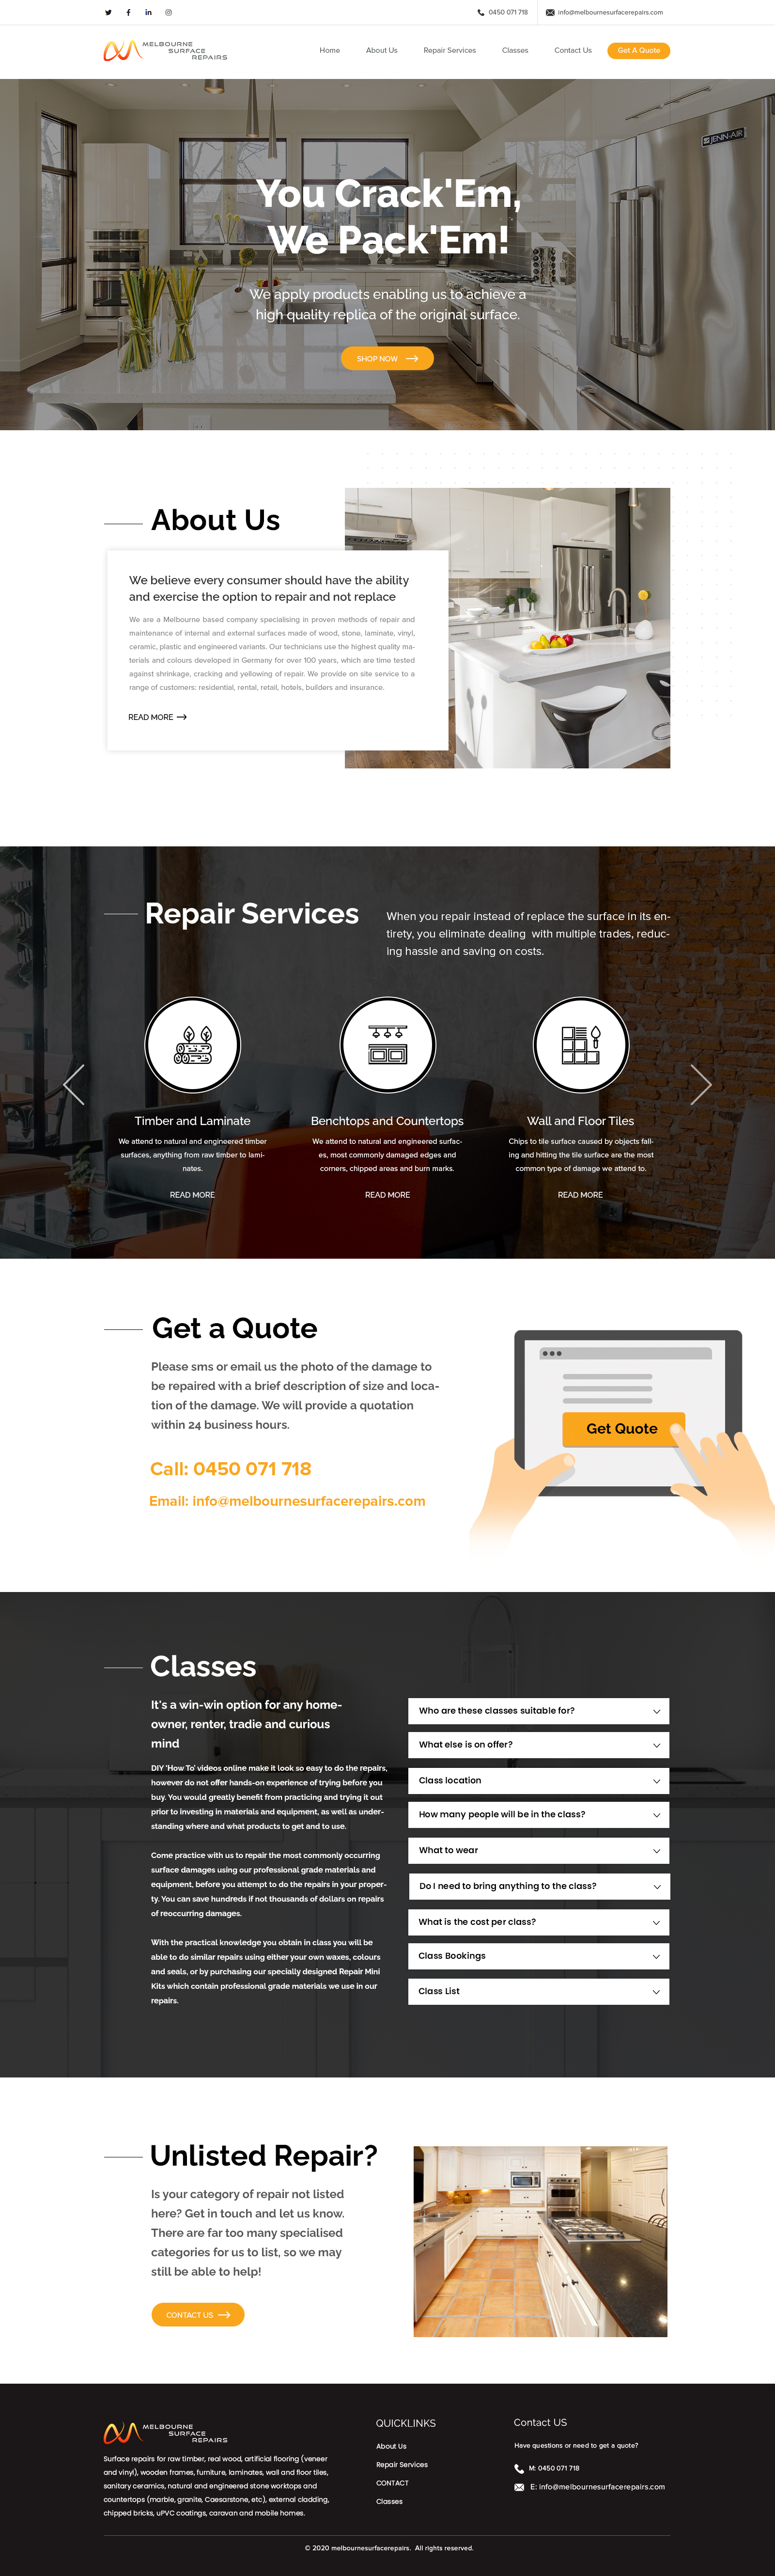 0450 071 718
info@melbournesurfacerepairs.com
MELBOURNE
SURFACE
REPAIRS
Home
About Us
Repair Services
Classes
Contact Us
Get A Quote
JENN-AIR
You Crack'Em,
We Pack'Em!
We apply products enabling us to achieve a
high quality replica of the original surface.
SHOP NOW
About Us
We believe every consumer should have the ability
and exercise the option to repair and not replace
We are a Melbourne based company specialising in proven methods of repair and
maintenance of internal and external surfaces made of wood, stone, laminate, vinyl,
ceramic, plastic and engineered variants. Our technicians use the highest quality ma-
terials and colours developed in Germany for over 100 years, which are time tested
against shrinkage, cracking and yellowing of repair. We provide on site service to a
range of customers: residential, rental, retail, hotels, builders and insurance.
READ MORE
Repair Services
When you repair instead of replace the surface in its en-
tirety, you eliminate dealing with multiple trades, reduc-
ing hassle and saving on costs.
Timber and Laminate
We attend to natural and engineered timber
surfaces, anything from raw timber to lami-
nates.
READ MORE
Benchtops and Countertops
We attend to natural and engineered surfac-
es, most commonly damaged edges and
corners, chipped areas and burn marks.
READ MORE
Wall and Floor Tiles
Chips to tile surface caused by objects fall-
ing and hitting the tile surface are the most
common type of damage we attend to.
READ MORE
Get a Quote
Please sms or email us the photo of the damage to
be repaired with a brief description of size and loca-
tion of the damage. We will provide a quotation
within 24 business hours.
Call: 0450 071 718
Email: info@melbournesurfacerepairs.com
Get Quote
Classes
It's a win-win option for any home-
owner, renter, tradie and curious
mind
DIY 'How To' videos online make it look so easy to do the repairs,
however do not offer hands-on experience of trying before you
buy. You would greatly benefit from practicing and trying it out
prior to investing in materials and equipment, as well as under-
standing where and what products to get and to use.
Come practice with us to repair the most commonly occurring
surface damages using our professional grade materials and
equipment, before you attempt to do the repairs in your proper-
ty. You can save hundreds if not thousands of dollars on repairs
of reoccurring damages.
With the practical knowledge you obtain in class you will be
able to do similar repairs using either your own waxes, colours
and seals, or by purchasing our specially designed Repair Mini
Kits which contain professional grade materials we use in our
repairs.
Who are these classes suitable for?
What else is on offer?
Class location
How many people will be in the class?
What to wear
Do I need to bring anything to the class?
What is the cost per class?
Class Bookings
Class List
Unlisted Repair?
Is your category of repair not listed
here? Get in touch and let us know.
There are far too many specialised
categories for us to list, so we may
still be able to help!
CONTACT US
MELBOURNE
SURFACE
REPAIRS
Surface repairs for raw timber, real wood, artificial flooring (veneer
and vinyl), wooden frames, furniture, laminates, wall and floor tiles,
sanitary ceramics, natural and engineered stone worktops and
countertops (marble, granite, Caesarstone, etc), external cladding,
chipped bricks, uPVC coatings, caravan and mobile homes.
QUICKLINKS
About Us
Repair Services
CONTACT
Classes
Contact US
Have questions or need to get a quote?
M: 0450 071 718
E: info@melbournesurfacerepairs.com
© 2020 melbournesurfacerepairs. All rights reserved.